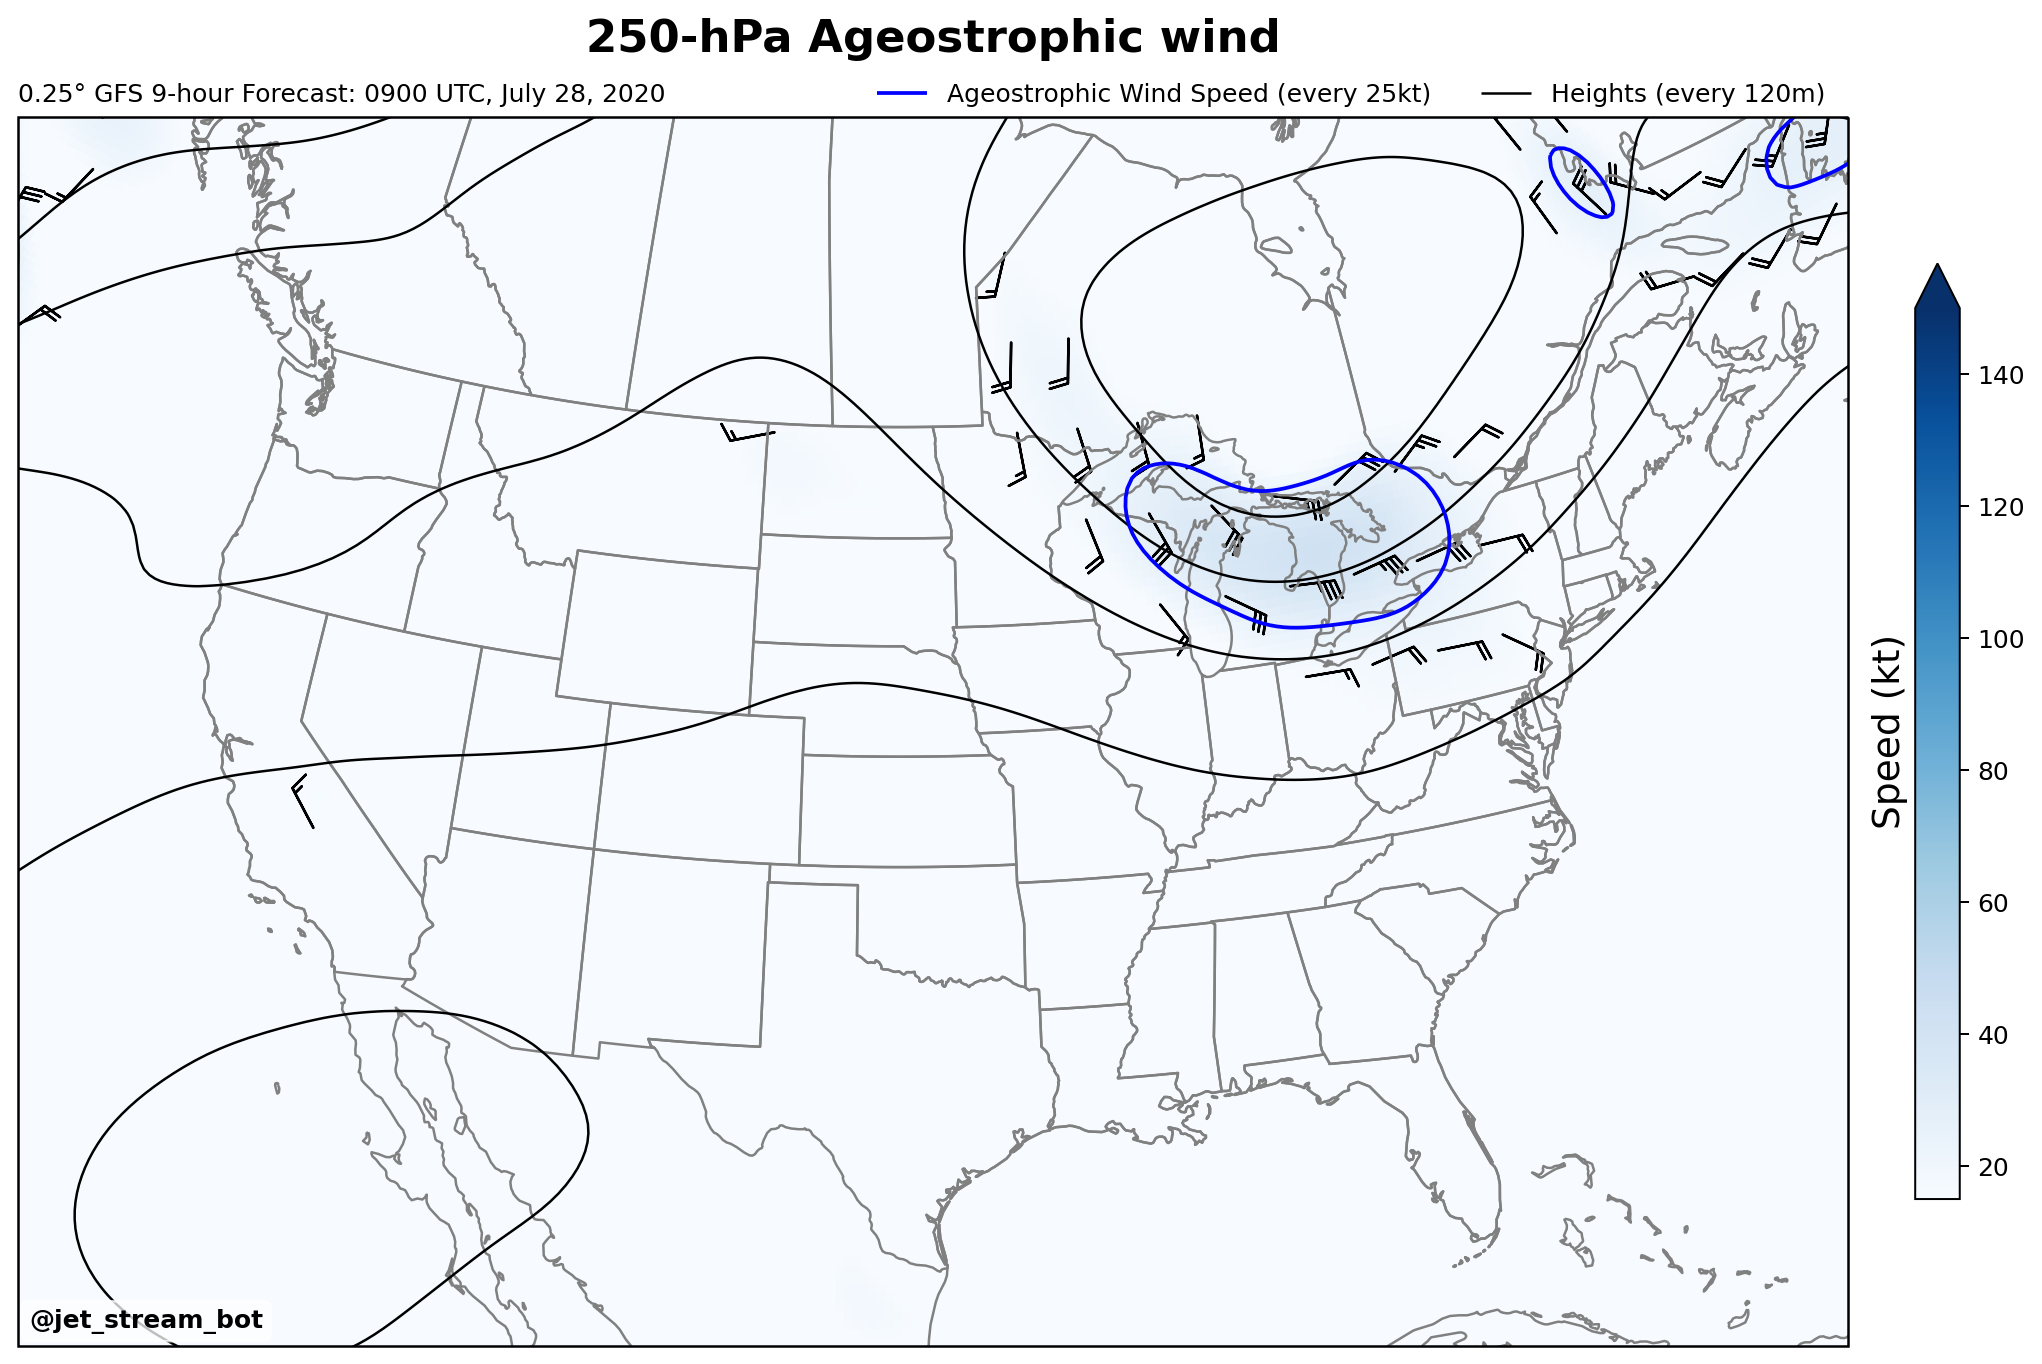 250-hPa Ageostrophic wind
0.25° GFS 9-hour Forecast: 0900 UTC, July 28, 2020
Ageostrophic Wind Speed (every 25kt)
Heights (every 120m)
140
120
100
80
60
40
20
Speed (kt)
@jet_stream_bot